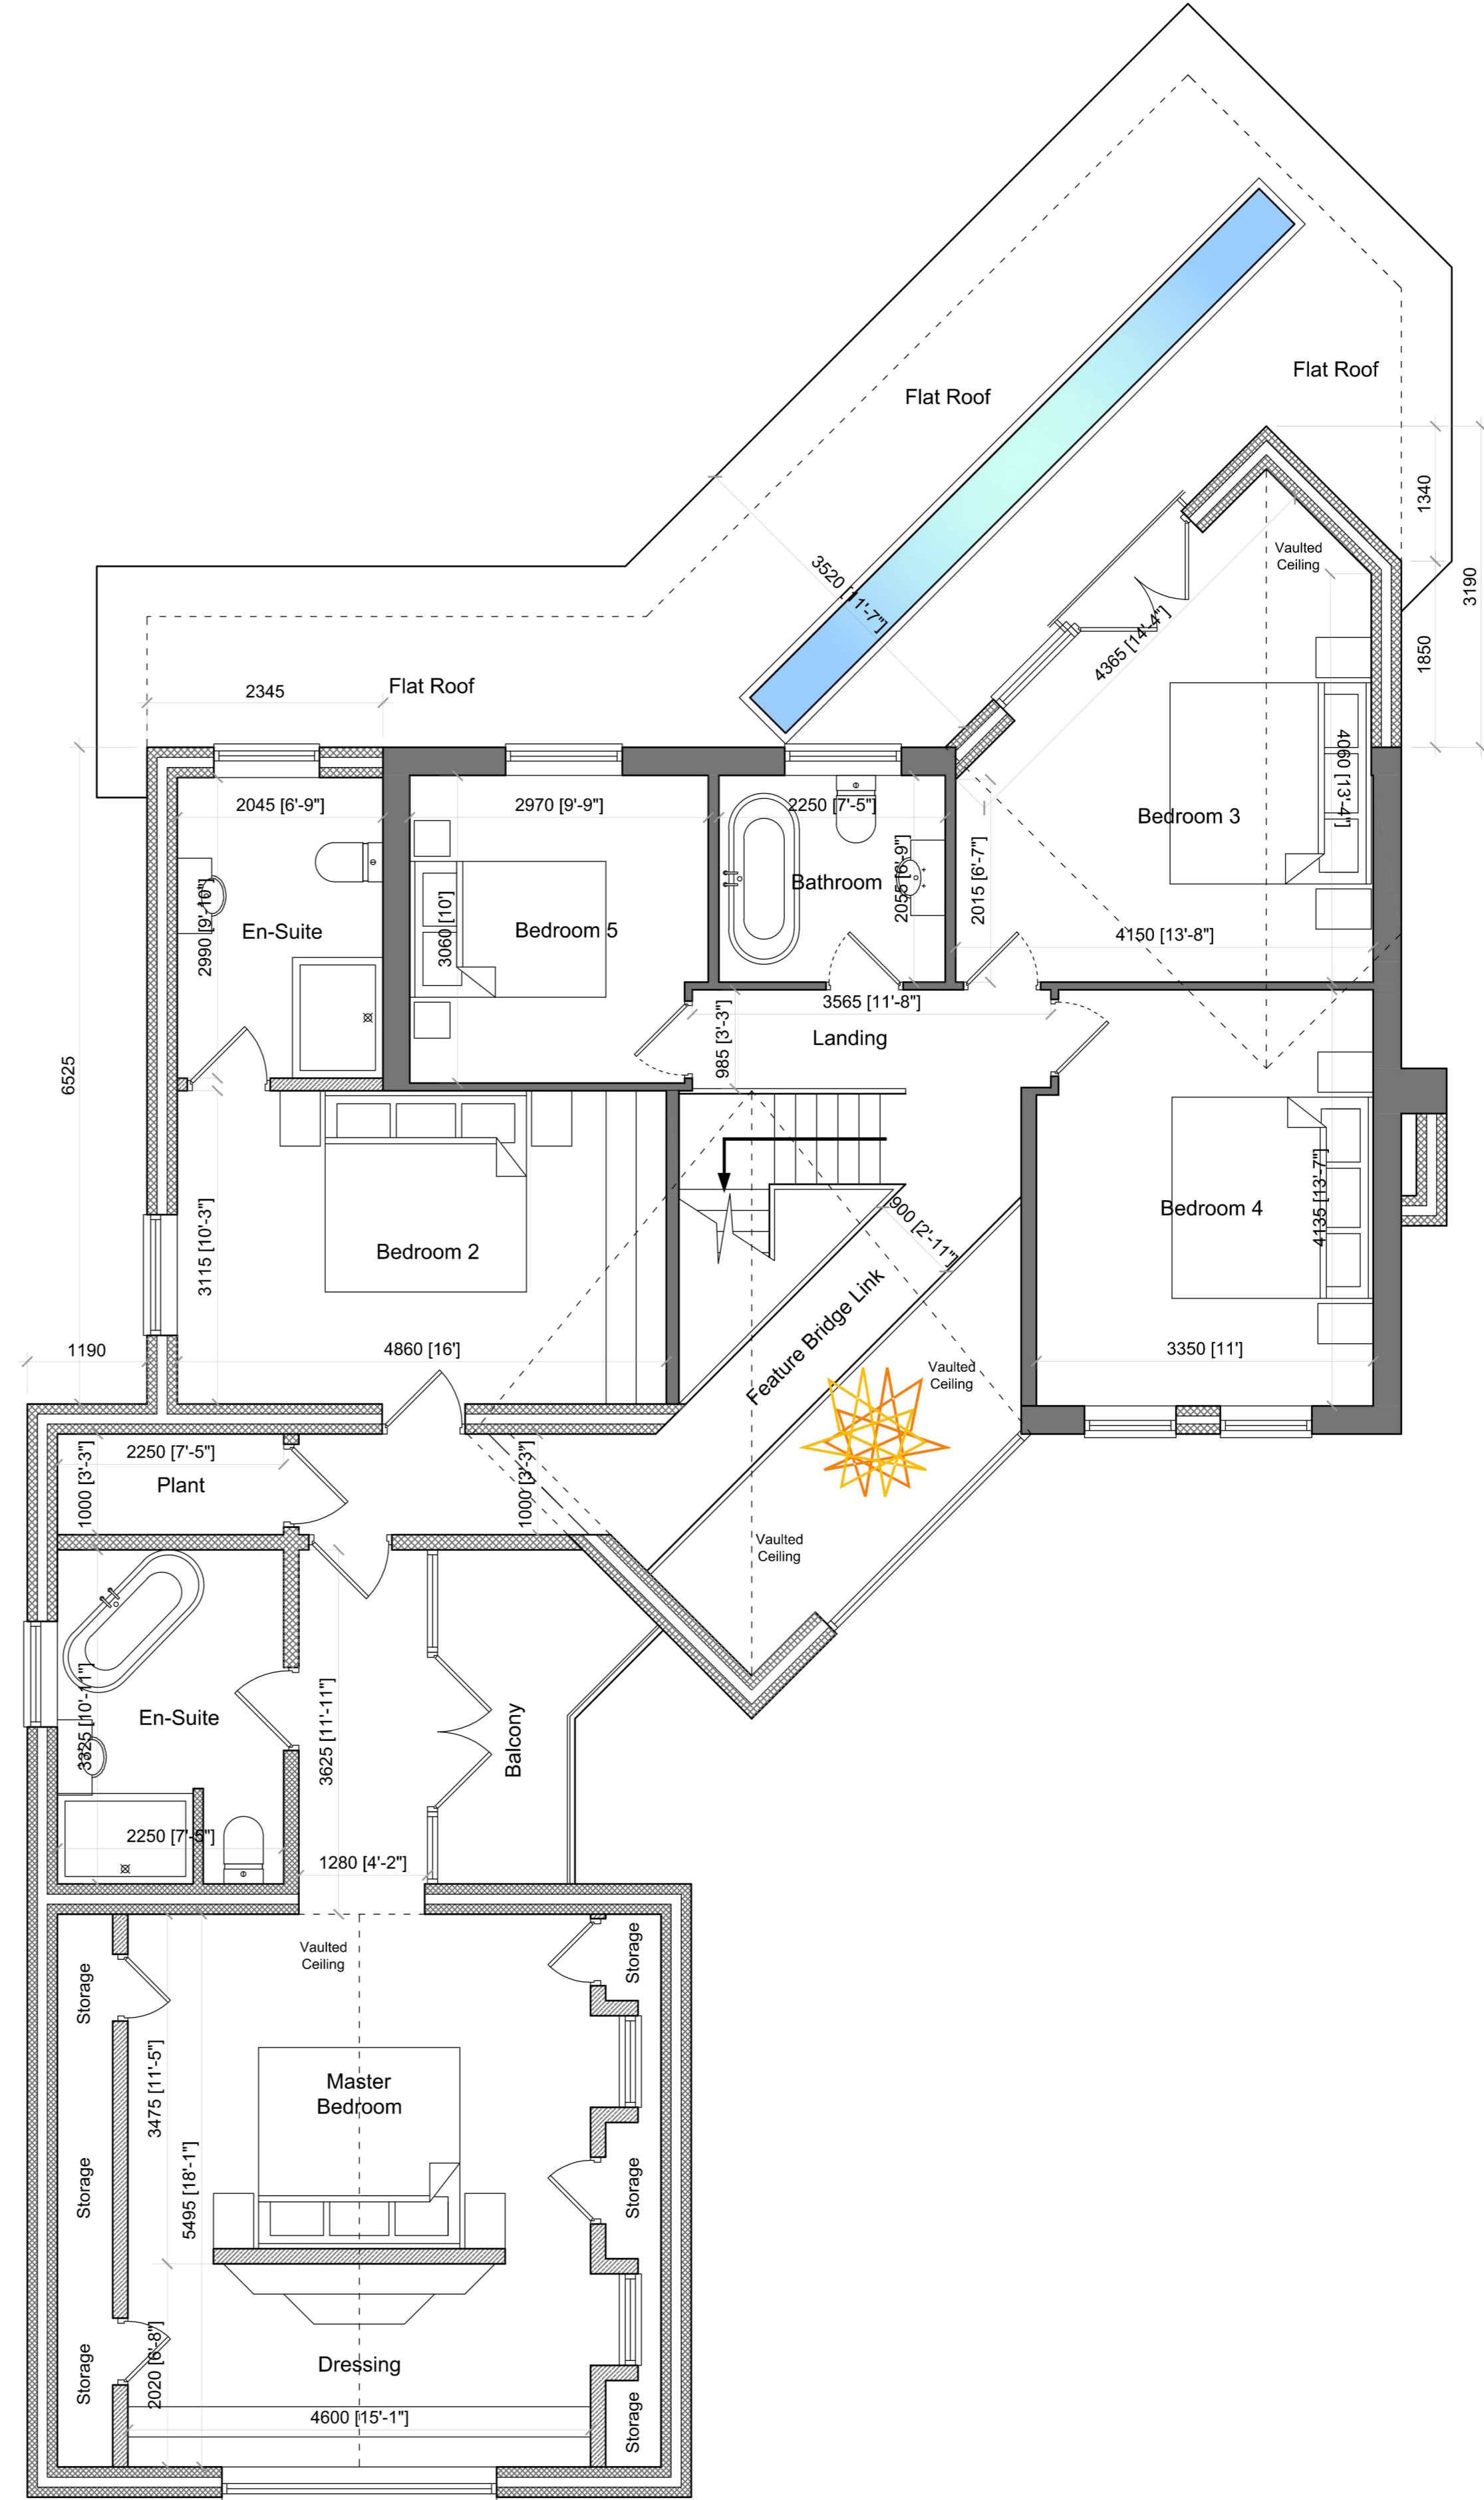 Flat Roof
Flat Roof
1340
3190
1850
Vaulted
Ceiling
3520 [11'-7"]
4365 [14'-4"]
2345
Flat Roof
2045 [6'-9"]
2970 [9'-9"]
2250 [7'-5"]
4060 [13'-4"]
Bedroom 3
2990 [9'-10"]
En-Suite
3060 [10']
Bedroom 5
Bathroom
2055 [6'-9"]
2015 [6'-7"]
4150 [13'-8"]
3565 [11'-8"]
985 [3'-3"]
Landing
6525
3115 [10'-3"]
Bedroom 2
900 [2'-11"]
Bedroom 4
4135 [13'-7"]
1190
4860 [16']
Feature Bridge Link
Vaulted
Ceiling
3350 [11']
1000 [3'-3"]
2250 [7'-5"]
Plant
1000 [3'-3"]
Vaulted
Ceiling
3325 [10'-11"]
En-Suite
3625 [11'-11"]
Balcony
2250 [7'-5"]
1280 [4'-2"]
Vaulted
Ceiling
Storage
Storage
3475 [11'-5"]
Master
Bedroom
5495 [18'-1"]
Storage
Storage
2020 [6'-8"]
Dressing
Storage
4600 [15'-1"]
Storage